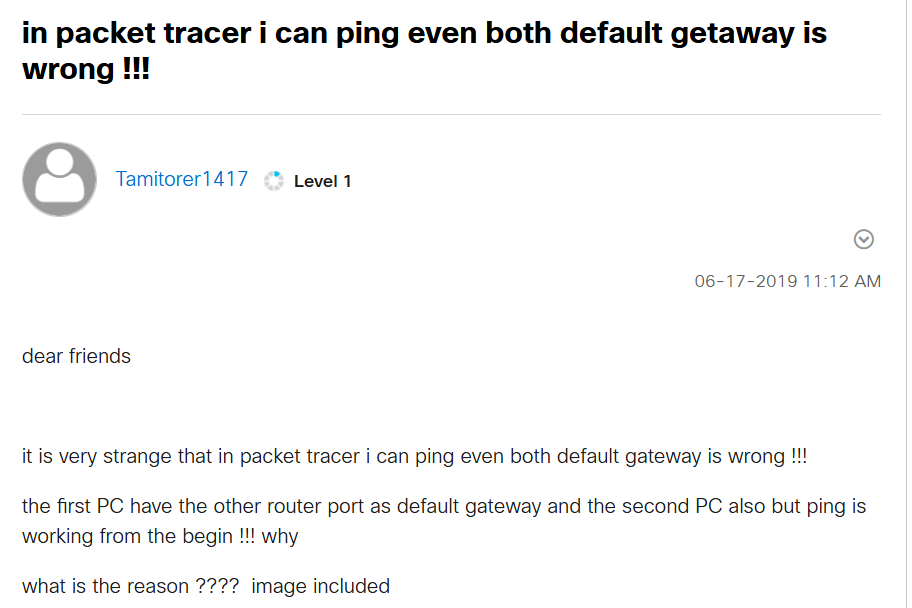 in packet tracer i can ping even both default getaway is
wrong !!!
Tamitorer1417 Level 1
06-17-2019 11:12 AM
dear friends
it is very strange that in packet tracer i can ping even both default gateway is wrong !!!
the first PC have the other router port as default gateway and the second PC also but ping is
working from the begin !!! why
what is the reason ???? image included